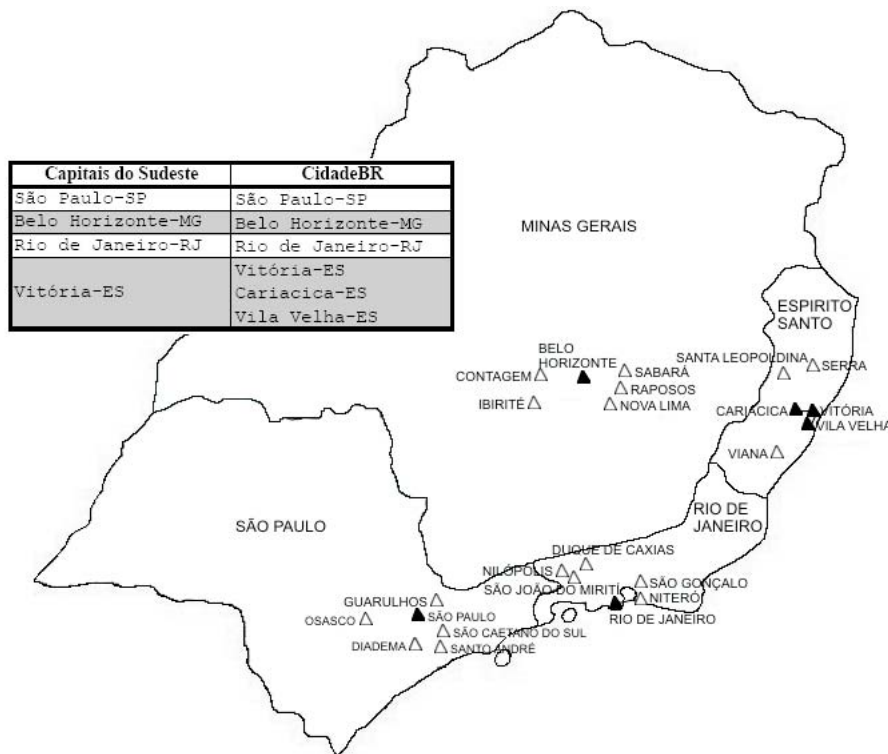 Capitais do Sudeste CidadeBR
São Paulo-SP São Paulo-SP
Belo Horizonte-MG Belo Horizonte-MG
Rio de Janeiro-RJ Rio de Janeiro-RJ
Vitória-ES Vitória-ES
Cariacica-ES
Vila Velha-ES
MINAS GERAIS
ESPIRITO
SANTO
BELO
HORIZONTE
CONTAGEM
SABARÁ
RAPOSOS
IBIRITÉ
NOVA LIMA
SANTA LEOPOLDINA
SERRA
CARIACICA
VITÓRIA
VILA VELHA
VIANA
RIO DE
JANEIRO
SÃO PAULO
DUQUE DE CAXIAS
NILÓPOLIS
SÃO JOÃO DO MIRITÍ
SÃO GONÇALO
NITERÓ
RIO DE JANEIRO
GUARULHOS
OSASCO
SÃO PAULO
SÃO CAETANO DO SUL
DIADEMA
SANTO ANDRÉ